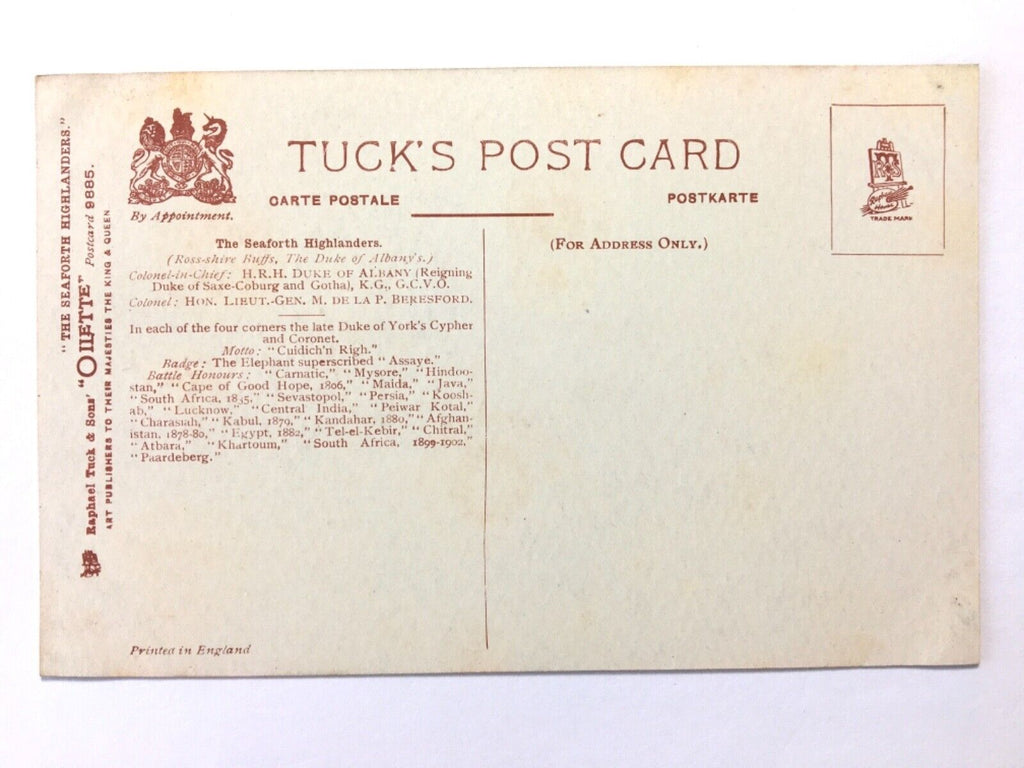 "THE SEAFORTH HIGHLANDERS."
Raphael Tuck & Sons' "OILETTE" Postcard 9885.
ART PUBLISHERS TO THEIR MAJESTIES THE KING & QUEEN
By Appointment.
TUCK'S POST CARD
CARTE POSTALE
POSTKARTE
TRADE MARK
The Seaforth Highlanders.
(Ross-shire Buffs, The Duke of Albany's.)
Colonel-in-Chief: H.R.H. DUKE OF ALBANY (Reigning
Duke of Saxe-Coburg and Gotha), K.G., G.C.V.O.
Colonel: HON. LIEUT.-GEN. M. DE LA P. BERESFORD.
In each of the four corners the late Duke of York's Cypher
and Coronet.
Motto: "Cuidich'n Righ."
Badge: The Elephant superscribed "Assaye."
Battle Honours: "Carnatic," "Mysore," "Hindoo-
stan," "Cape of Good Hope, 1806," "Maida," "Java,"
"South Africa, 1835," "Sevastopol," "Persia," "Koosh-
ab," "Lucknow," "Central India," "Peiwar Kotal,"
"Charasiah," "Kabul, 1879," "Kandahar, 1880," "Afghan-
istan, 1878-80," "Egypt, 1882," "Tel-el-Kebir," "Chitral,"
"Atbara," "Khartoum," "South Africa, 1899-1902,"
"Paardeberg."
(FOR ADDRESS ONLY.)
Printed in England